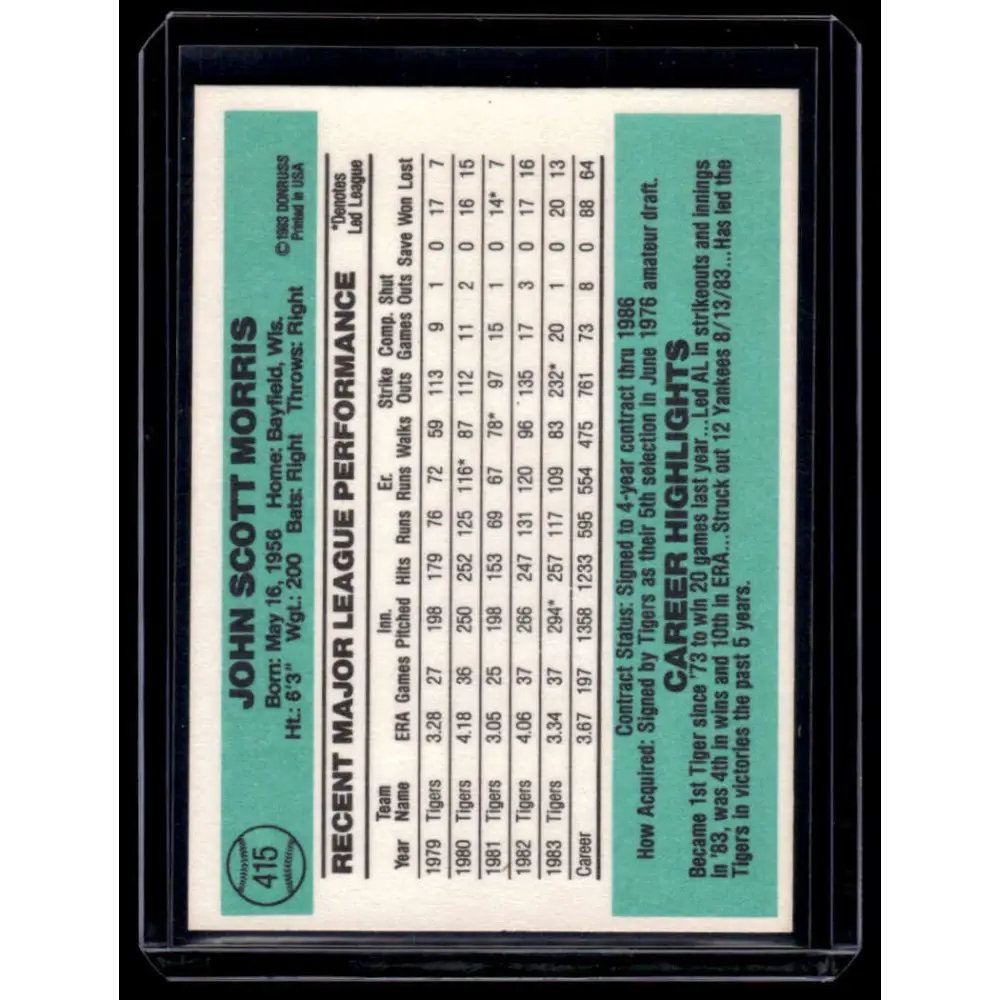 415
JOHN SCOTT MORRIS
Born: May 16, 1956 Home: Bayfield, Wis.
Ht.: 6'3" Wgt.: 200 Bats: Right Throws: Right
© 1983 DONRUSS
Printed in USA
RECENT MAJOR LEAGUE PERFORMANCE
*Denotes
Led League
Year Team Name ERA Games Inn. Pitched Hits Runs Er. Runs Walks Strike Outs Comp. Games Shut Outs Save Won Lost
1979 Tigers 3.28 27 198 179 76 72 59 113 9 1 0 17 7
1980 Tigers 4.18 36 250 252 125 116* 87 112 11 2 0 16 15
1981 Tigers 3.05 25 198 153 69 67 78* 97 15 1 0 14* 7
1982 Tigers 4.06 37 266 247 131 120 96 135 17 3 0 17 16
1983 Tigers 3.34 37 294* 257 117 109 83 232* 20 1 0 20 13
Career 3.67 197 1358 1233 595 554 475 761 73 8 0 88 64
Contract Status: Signed to 4-year contract thru 1986
How Acquired: Signed by Tigers as their 5th selection in June 1976 amateur draft.
CAREER HIGHLIGHTS
Became 1st Tiger since '73 to win 20 games last year...Led AL in strikeouts and innings
in '83, was 4th in wins and 10th in ERA...Struck out 12 Yankees 8/13/83...Has led the
Tigers in victories the past 5 years.